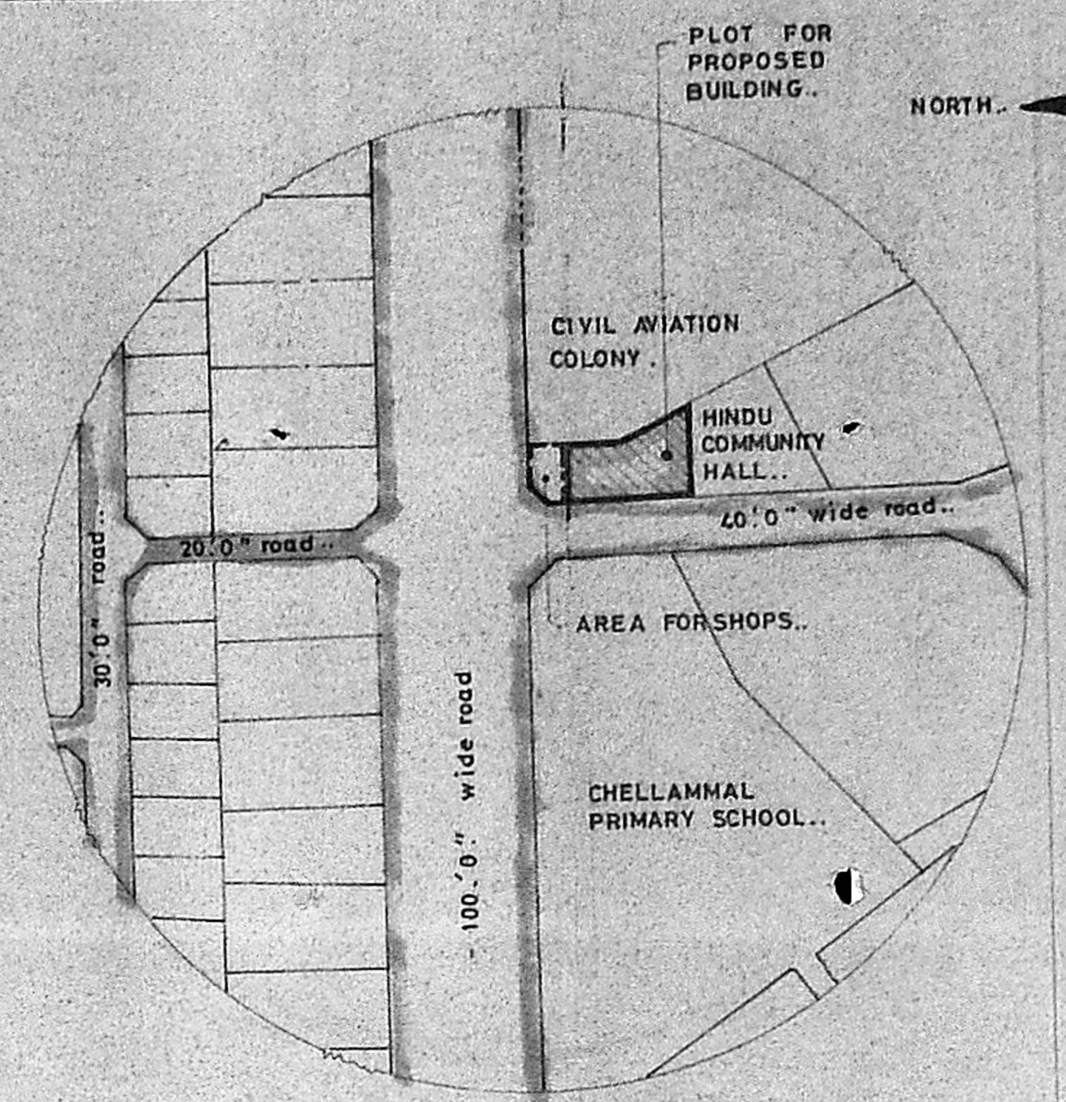 PLOT FOR
PROPOSED
BUILDING..
NORTH..
CIVIL AVIATION
COLONY.
HINDU
COMMUNITY
HALL..
40'.0" wide road..
20'.0" road..
30'.0" road..
AREA FOR SHOPS..
100.'0" wide road
CHELLAMMAL
PRIMARY SCHOOL..